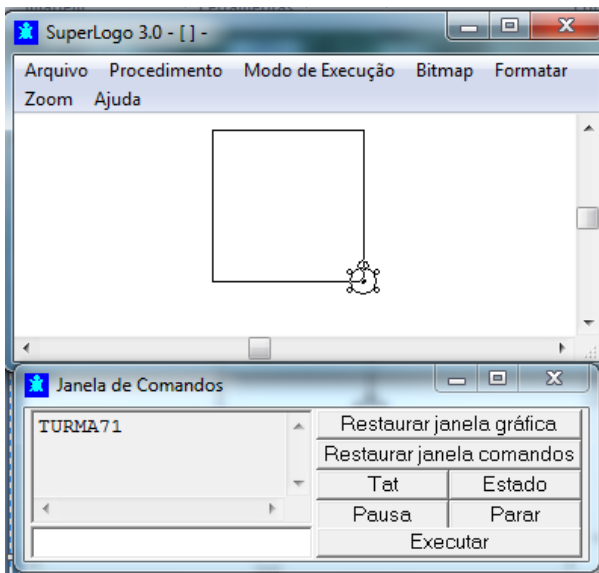 SuperLogo 3.0 - [ ] -
Arquivo Procedimento Modo de Execução Bitmap Formatar
Zoom Ajuda
Janela de Comandos
TURMA71
Restaurar janela gráfica
Restaurar janela comandos
Tat Estado
Pausa Parar
Executar